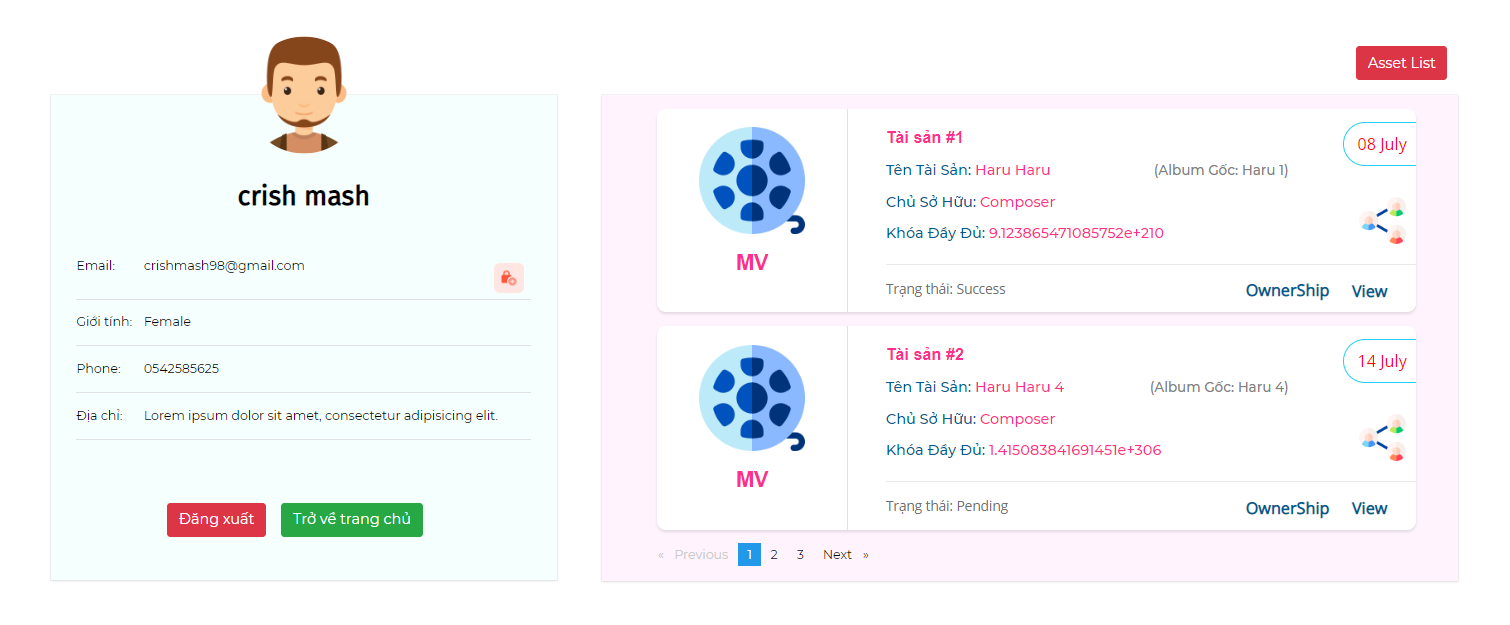 Asset List
crish mash
Email: crishmash98@gmail.com
Giới tính: Female
Phone: 0542585625
Địa chỉ: Lorem ipsum dolor sit amet, consectetur adipisicing elit.
Đăng xuất Trở về trang chủ
MV
Tài sản #1
08 July
Tên Tài Sản: Haru Haru (Album Gốc: Haru 1)
Chủ Sở Hữu: Composer
Khóa Đầy Đủ: 9.123865471085752e+210
Trạng thái: Success OwnerShip View
MV
Tài sản #2
14 July
Tên Tài Sản: Haru Haru 4 (Album Gốc: Haru 4)
Chủ Sở Hữu: Composer
Khóa Đầy Đủ: 1.415083841691451e+306
Trạng thái: Pending OwnerShip View
« Previous 1 2 3 Next »